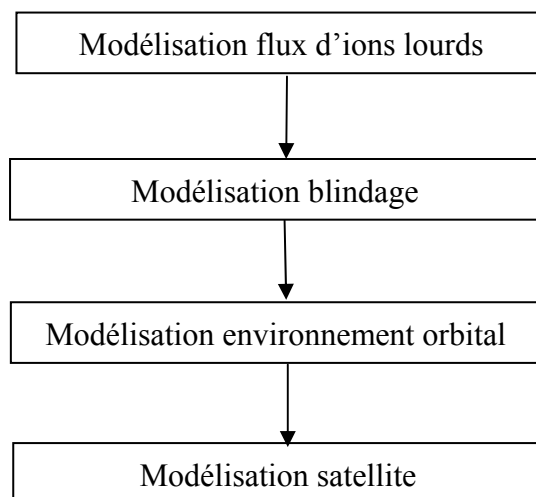 Modélisation flux d’ions lourds
Modélisation blindage
Modélisation environnement orbital
Modélisation satellite